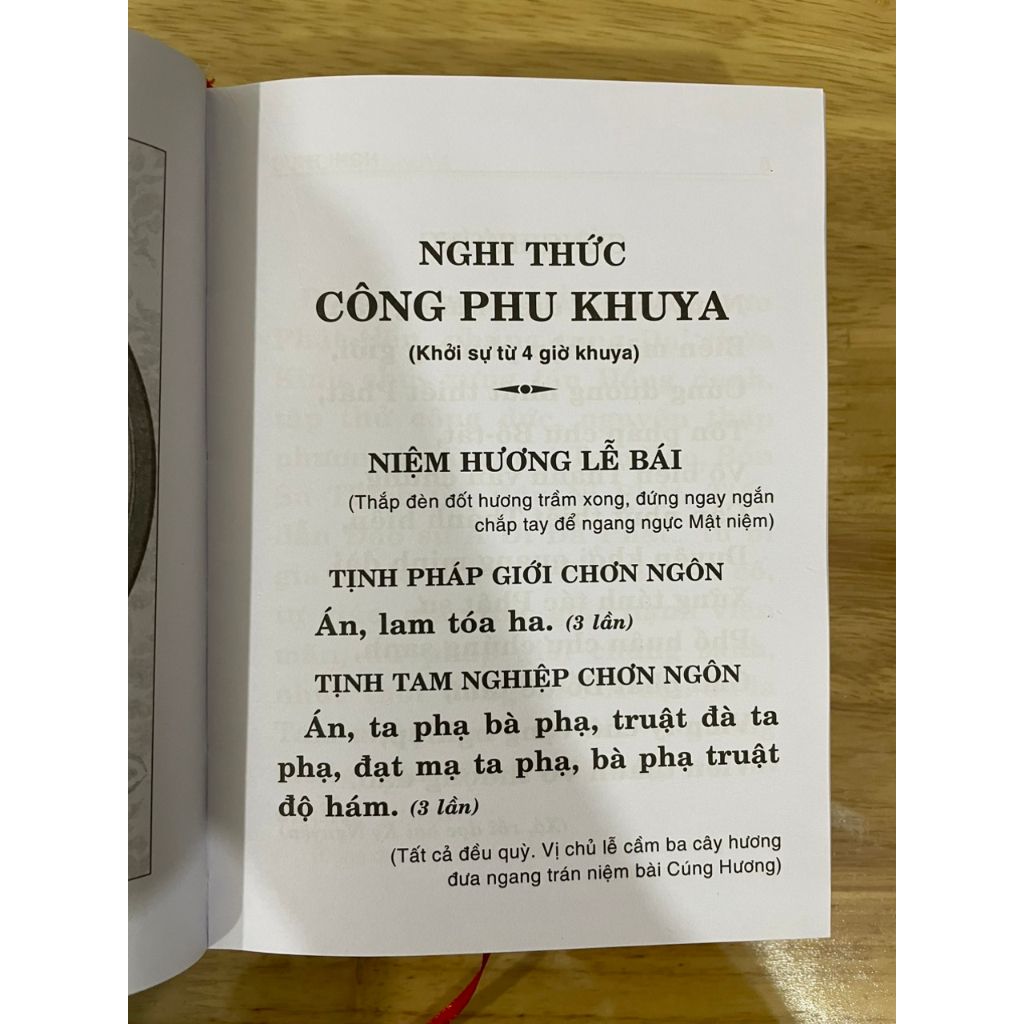 NGHI THỨC
CÔNG PHU KHUYA
(Khởi sự từ 4 giờ khuya)
NIỆM HƯƠNG LỄ BÁI
(Thắp đèn đốt hương trầm xong, đứng ngay ngắn
chắp tay để ngang ngực Mật niệm)
TỊNH PHÁP GIỚI CHƠN NGÔN
Án, lam tóa ha. (3 lần)
TỊNH TAM NGHIỆP CHƠN NGÔN
Án, ta phạ bà phạ, truật đà ta
phạ, đạt mạ ta phạ, bà phạ truật
độ hám. (3 lần)
(Tất cả đều quỳ. Vị chủ lễ cầm ba cây hương
đưa ngang trán niệm bài Cúng Hương)